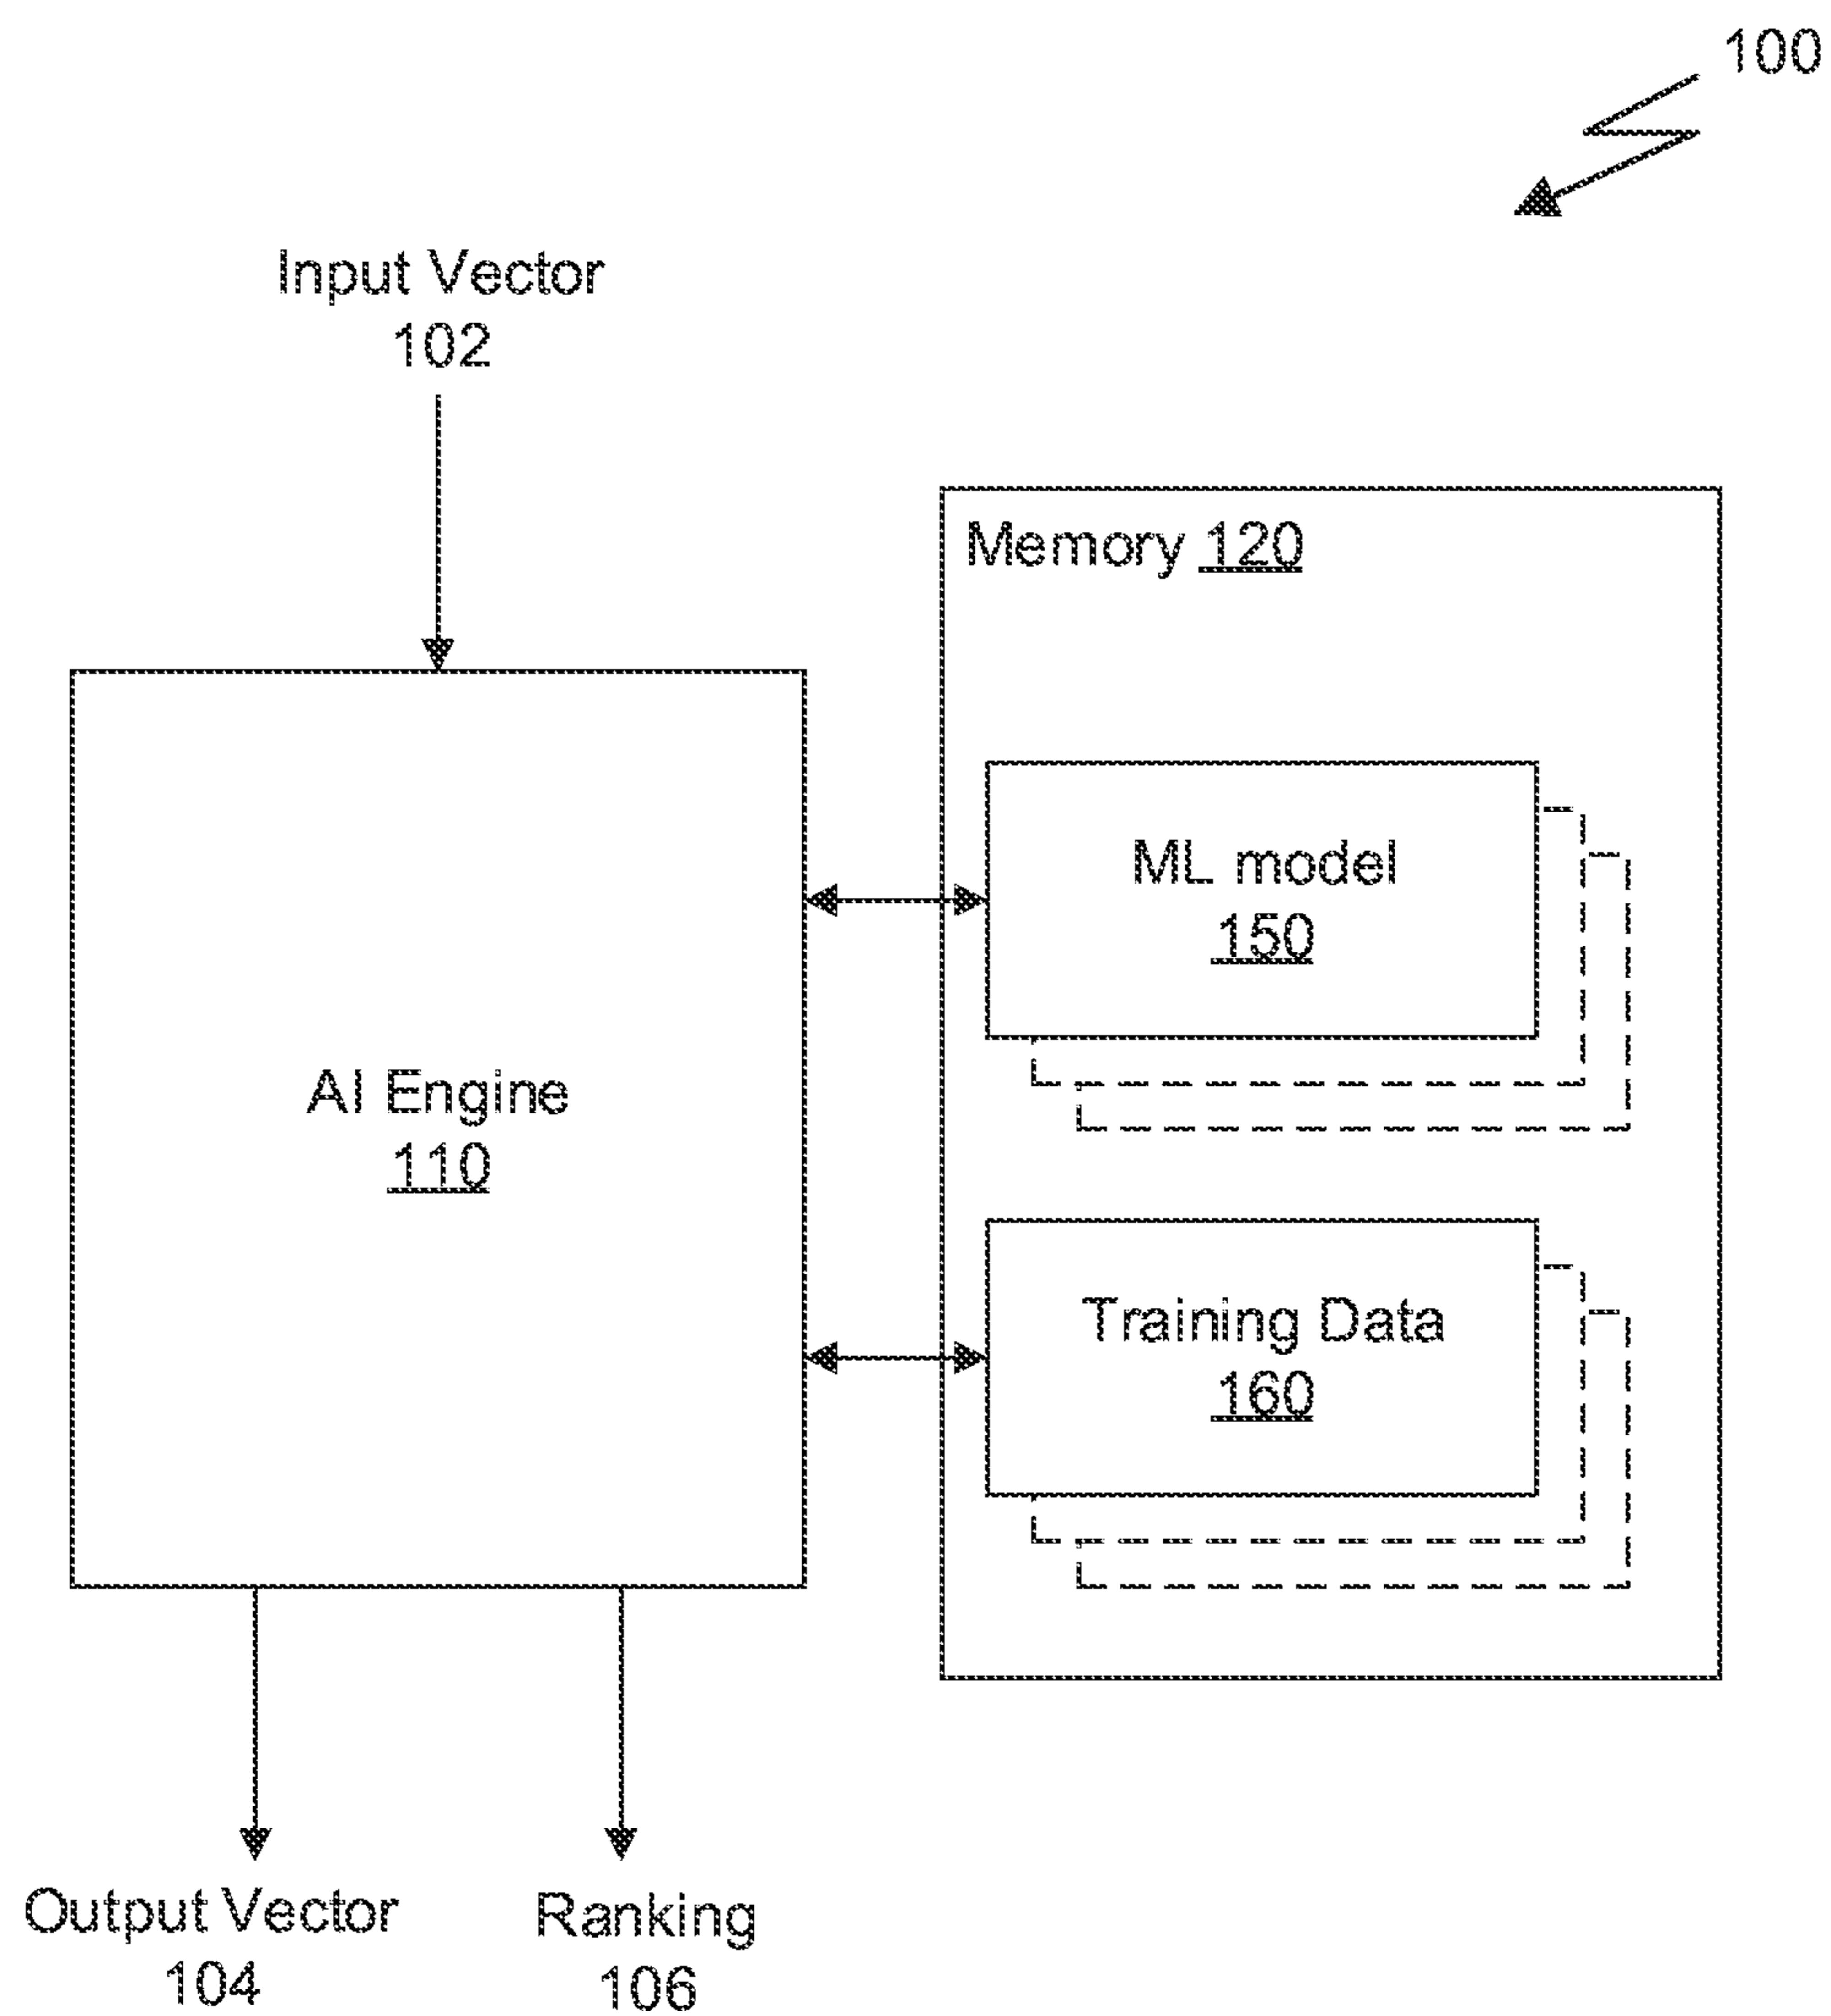 100
Input Vector
102
Memory 120
ML model
150
AI Engine
110
Training Data
160
Output Vector
104
Ranking
106